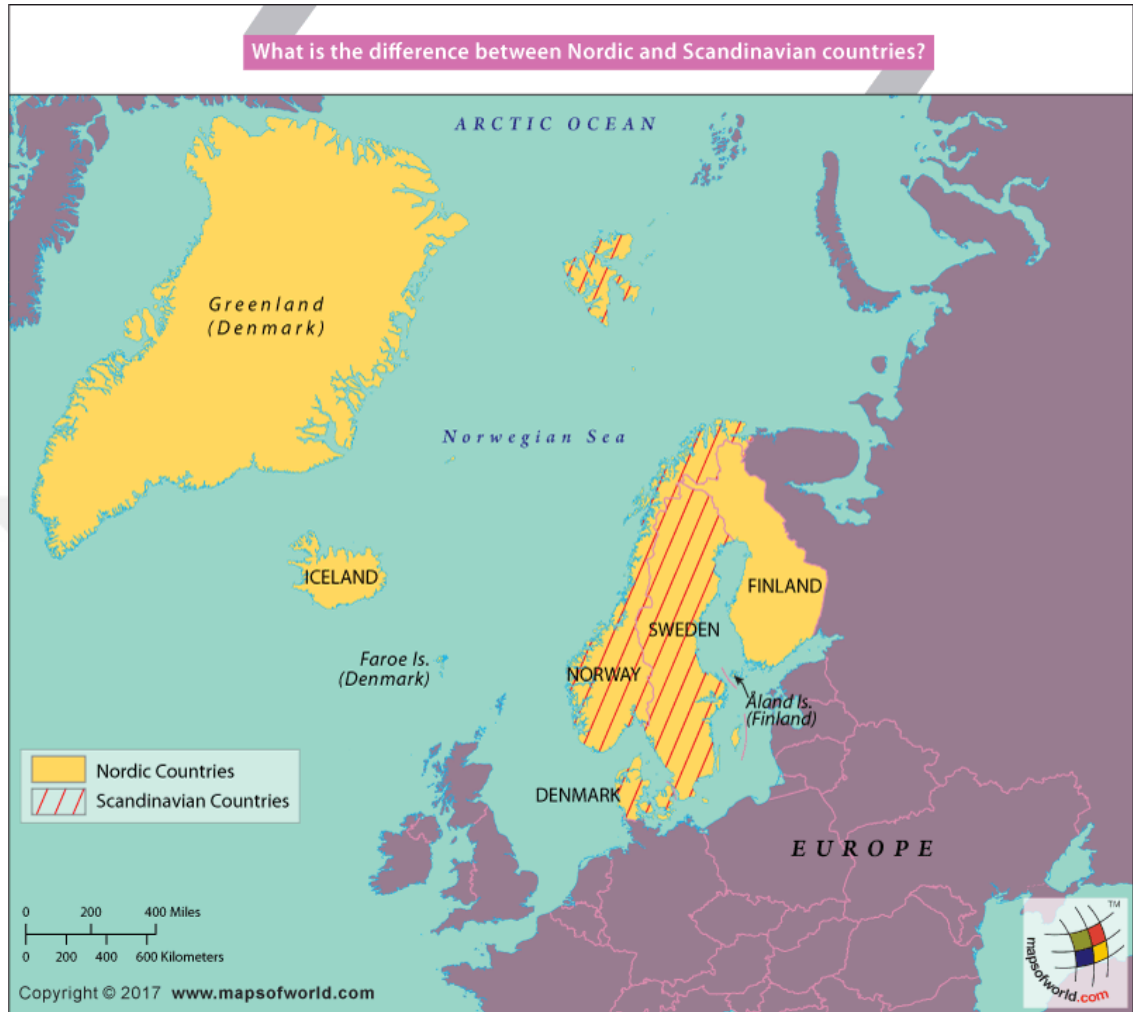 What is the difference between Nordic and Scandinavian countries?
ARCTIC OCEAN
Greenland
(Denmark)
Norwegian Sea
ICELAND
FINLAND
SWEDEN
Faroe Is.
(Denmark)
NORWAY
Åland Is.
(Finland)
Nordic Countries
Scandinavian Countries
DENMARK
EUROPE
0 200 400 Miles
0 200 400 600 Kilometers
Copyright © 2017 www.mapsofworld.com
TM
mapsofworld.com